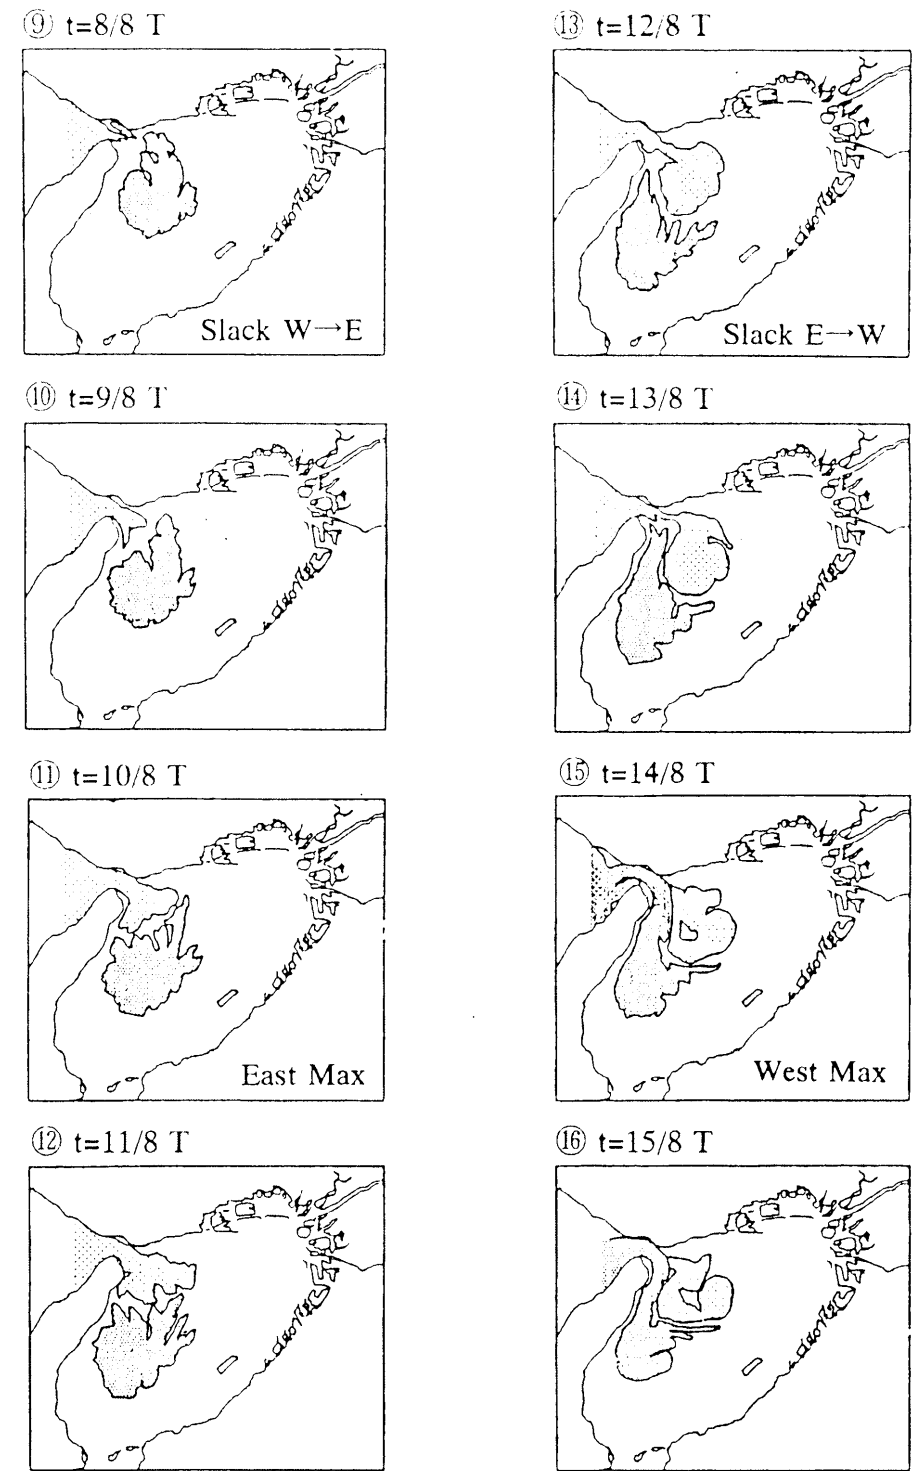 ⑨ t=8/8 T
Slack W→E
⑩ t=9/8 T
⑪ t=10/8 T
East Max
⑫ t=11/8 T
⑬ t=12/8 T
Slack E→W
⑭ t=13/8 T
⑮ t=14/8 T
West Max
⑯ t=15/8 T